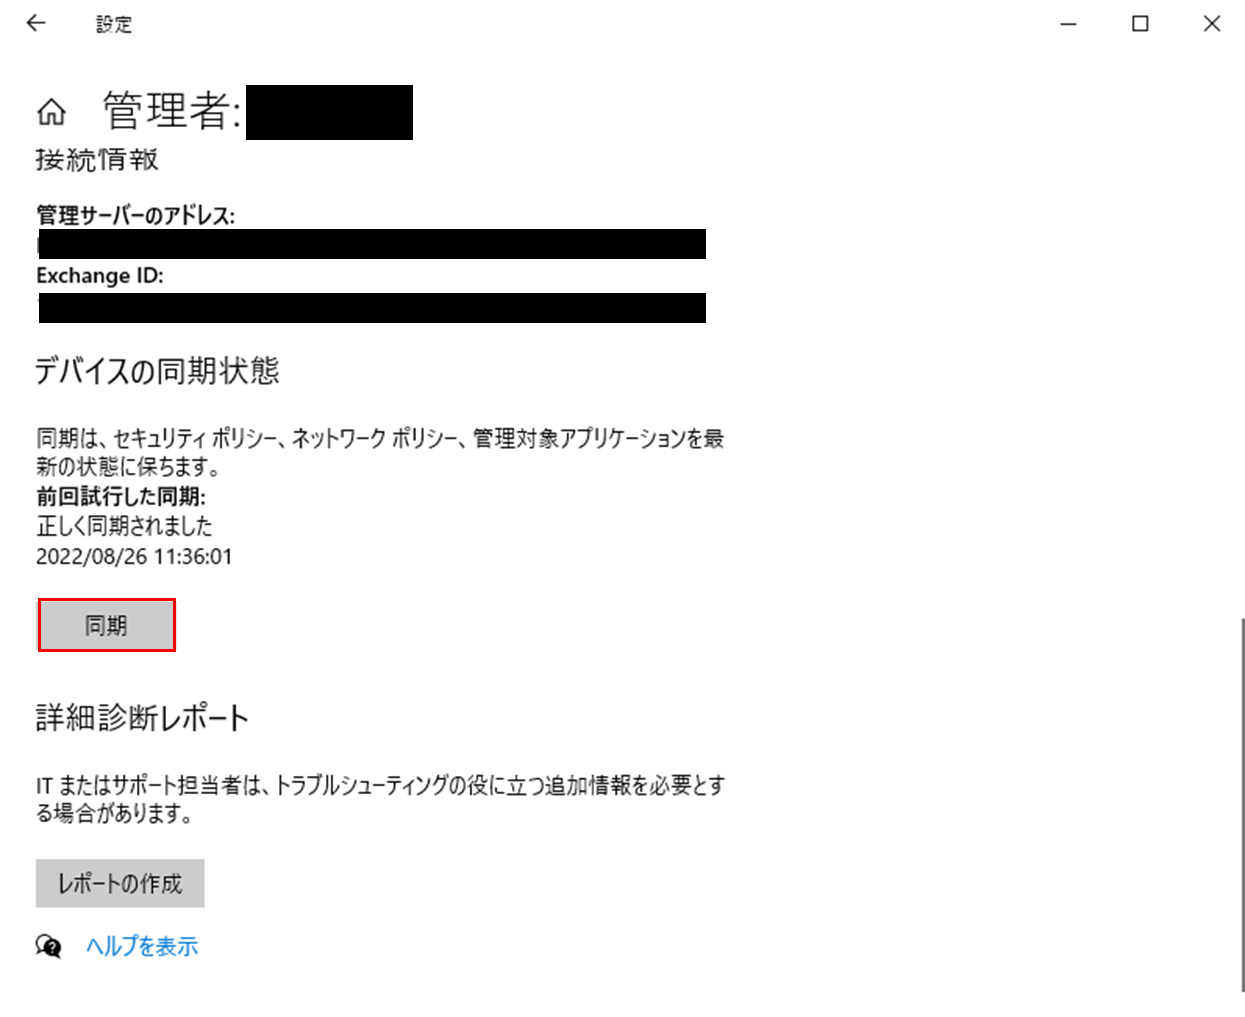 設定
管理者:
接続情報
管理サーバーのアドレス:
Exchange ID:
デバイスの同期状態
同期は、セキュリティ ポリシー、ネットワーク ポリシー、管理対象アプリケーションを最
新の状態に保ちます。
前回試行した同期:
正しく同期されました
2022/08/26 11:36:01
同期
詳細診断レポート
IT またはサポート担当者は、トラブルシューティングの役に立つ追加情報を必要とす
る場合があります。
レポートの作成
ヘルプを表示